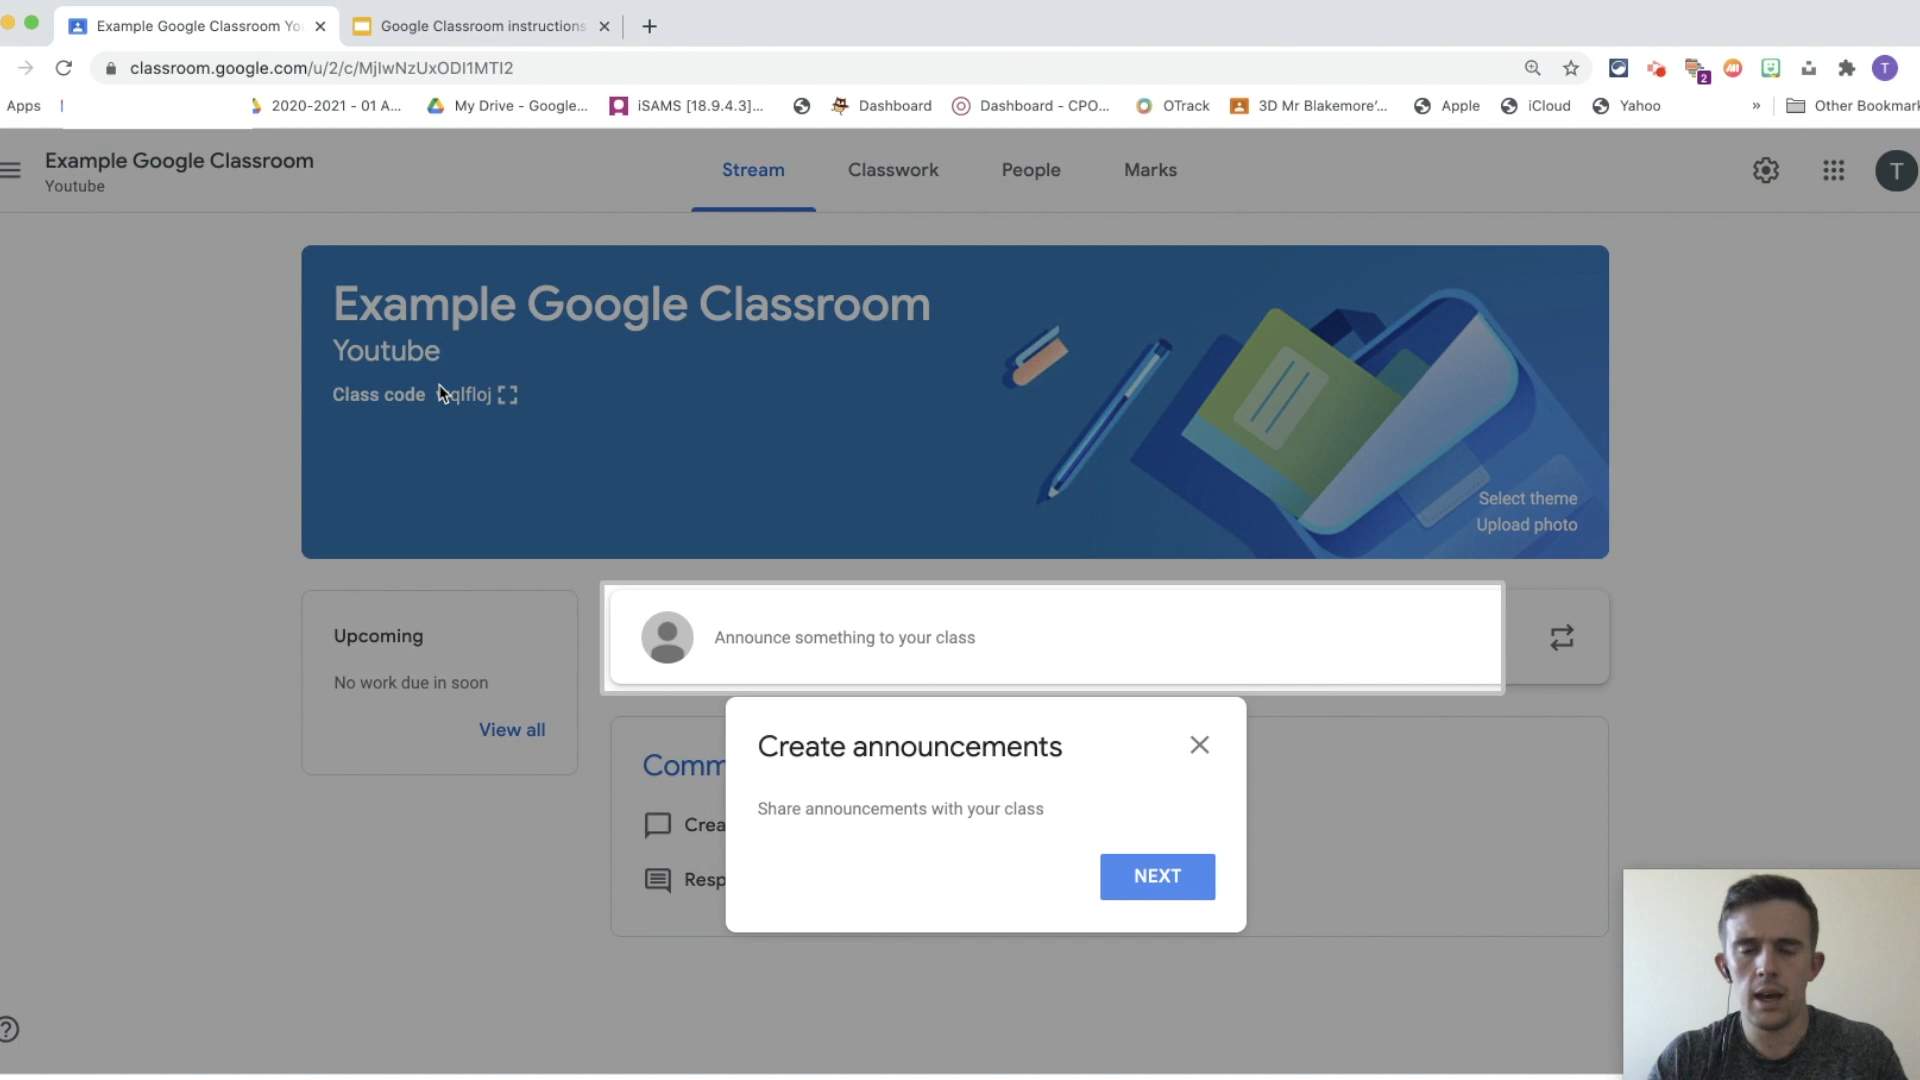 Example Google Classroom Yo
Google Classroom instructions
classroom.google.com/u/2/c/MjIwNzUxODI1MTI2
2
T
Apps
2020-2021 - 01 A...
My Drive - Google...
iSAMS [18.9.4.3]...
Dashboard
Dashboard - CPO...
OTrack
3D Mr Blakemore'...
Apple
iCloud
Yahoo
»
Other Bookmark
Example Google Classroom
Youtube
Stream
Classwork
People
Marks
T
Example Google Classroom
Youtube
Class code
Select theme
Upload photo
Upcoming
No work due in soon
View all
Announce something to your class
Comm
Crea
Resp
Create announcements
Share announcements with your class
NEXT